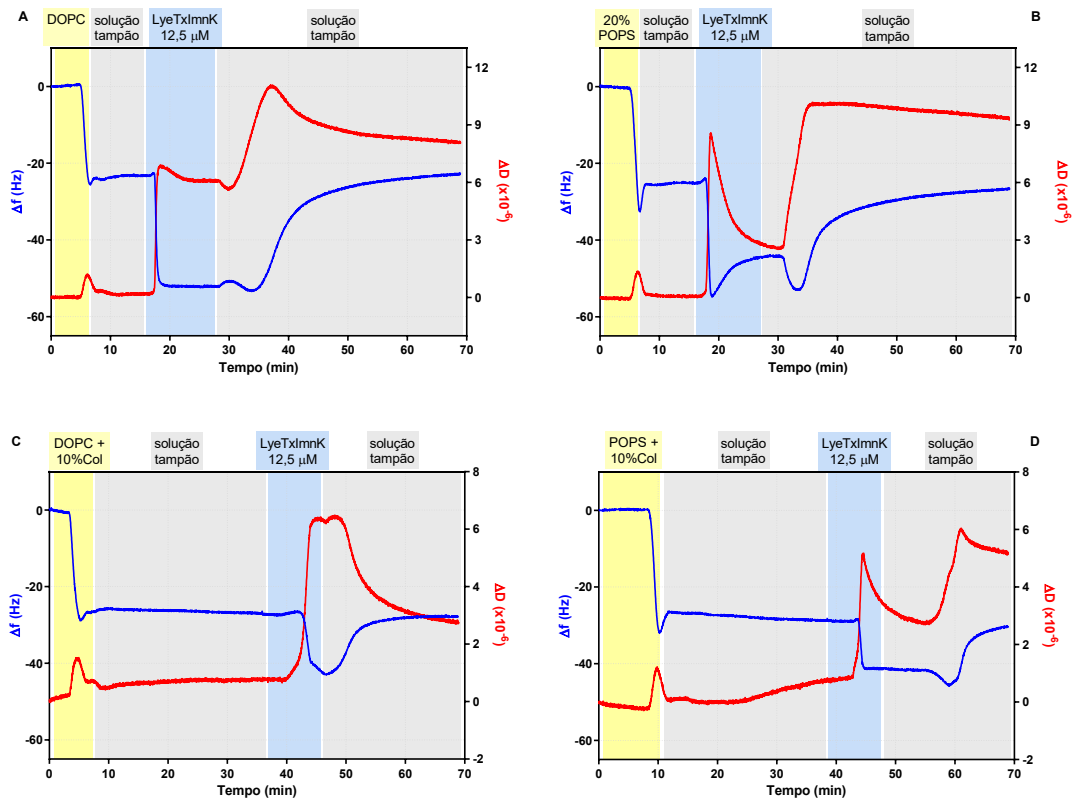 A
DOPC
solução
tampão
LyeTxImnK
12,5 μM
solução
tampão
0
-20
-40
-60
Δf (Hz)
12
9
6
3
0
ΔD (x10-6)
0 10 20 30 40 50 60 70
Tempo (min)
B
20%
POPS
solução
tampão
LyeTxImnK
12,5 μM
solução
tampão
0
-20
-40
-60
Δf (Hz)
12
9
6
3
0
ΔD (x10-6)
0 10 20 30 40 50 60 70
Tempo (min)
C
DOPC +
10%Col
solução
tampão
LyeTxImnK
12,5 μM
solução
tampão
0
-20
-40
-60
Δf (Hz)
8
6
4
2
0
-2
ΔD (x10-6)
0 10 20 30 40 50 60 70
Tempo (min)
D
POPS +
10%Col
solução
tampão
LyeTxImnK
12,5 μM
solução
tampão
0
-20
-40
-60
Δf (Hz)
8
6
4
2
0
-2
ΔD (x10-6)
0 10 20 30 40 50 60 70
Tempo (min)